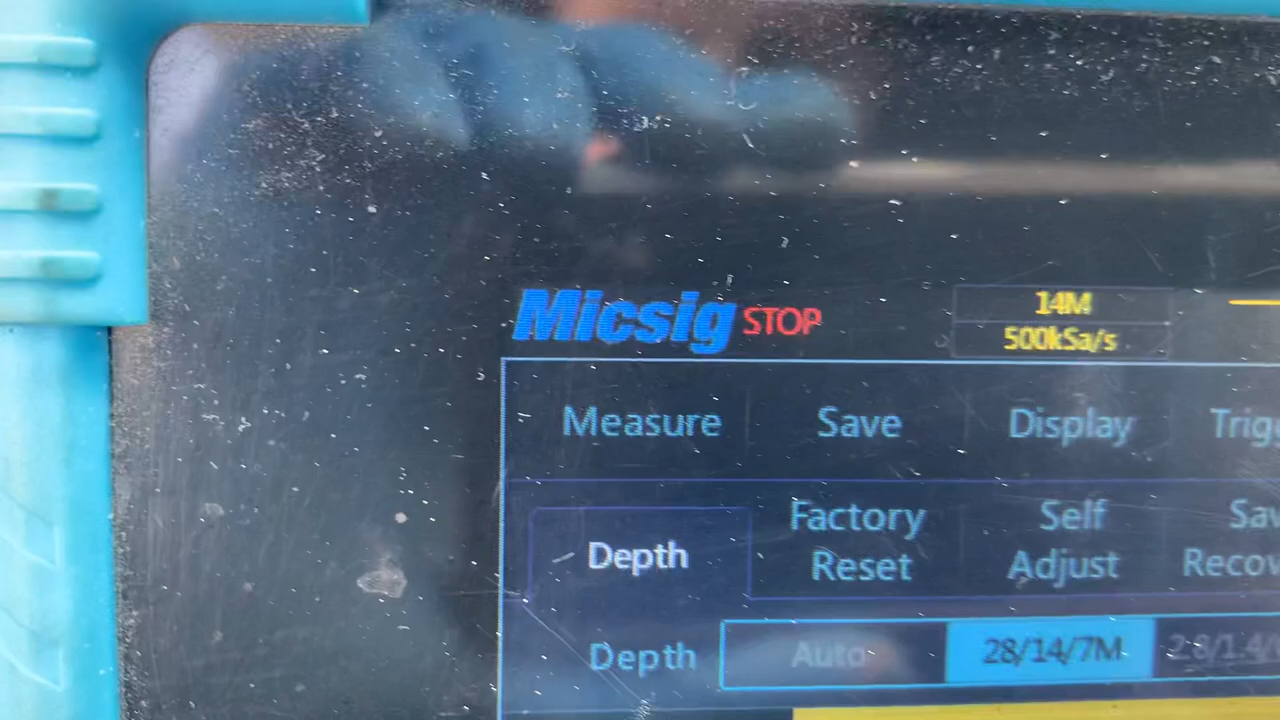 Micsig STOP 14M
500kSa/s
Measure Save Display
Factory Reset Self Adjust
Depth
Depth Auto 28/14/7M